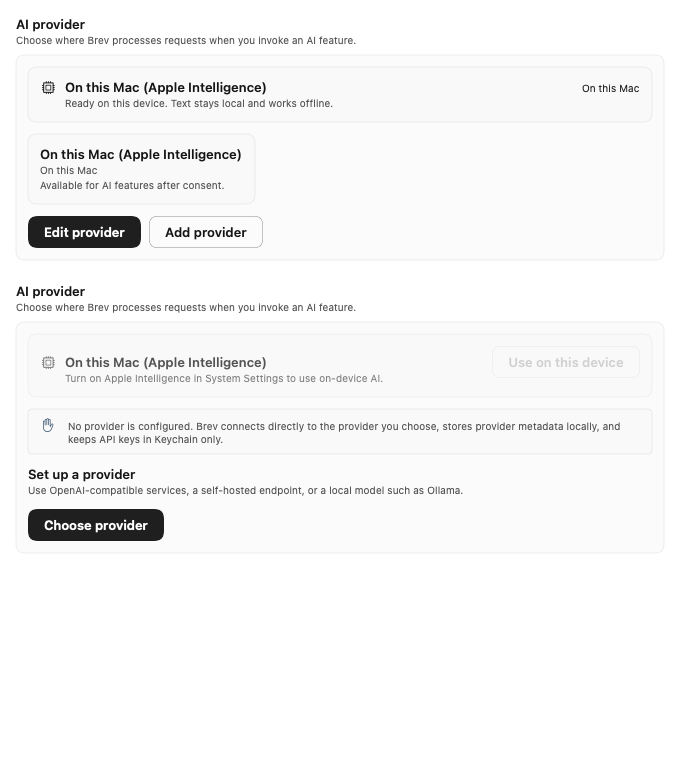 AI provider
Choose where Brev processes requests when you invoke an AI feature.
On this Mac (Apple Intelligence)
On this Mac
Ready on this device. Text stays local and works offline.
On this Mac (Apple Intelligence)
On this Mac
Available for AI features after consent.
Edit provider
Add provider
AI provider
Choose where Brev processes requests when you invoke an AI feature.
On this Mac (Apple Intelligence)
Use on this device
Turn on Apple Intelligence in System Settings to use on-device AI.
No provider is configured. Brev connects directly to the provider you choose, stores provider metadata locally, and
keeps API keys in Keychain only.
Set up a provider
Use OpenAI-compatible services, a self-hosted endpoint, or a local model such as Ollama.
Choose provider